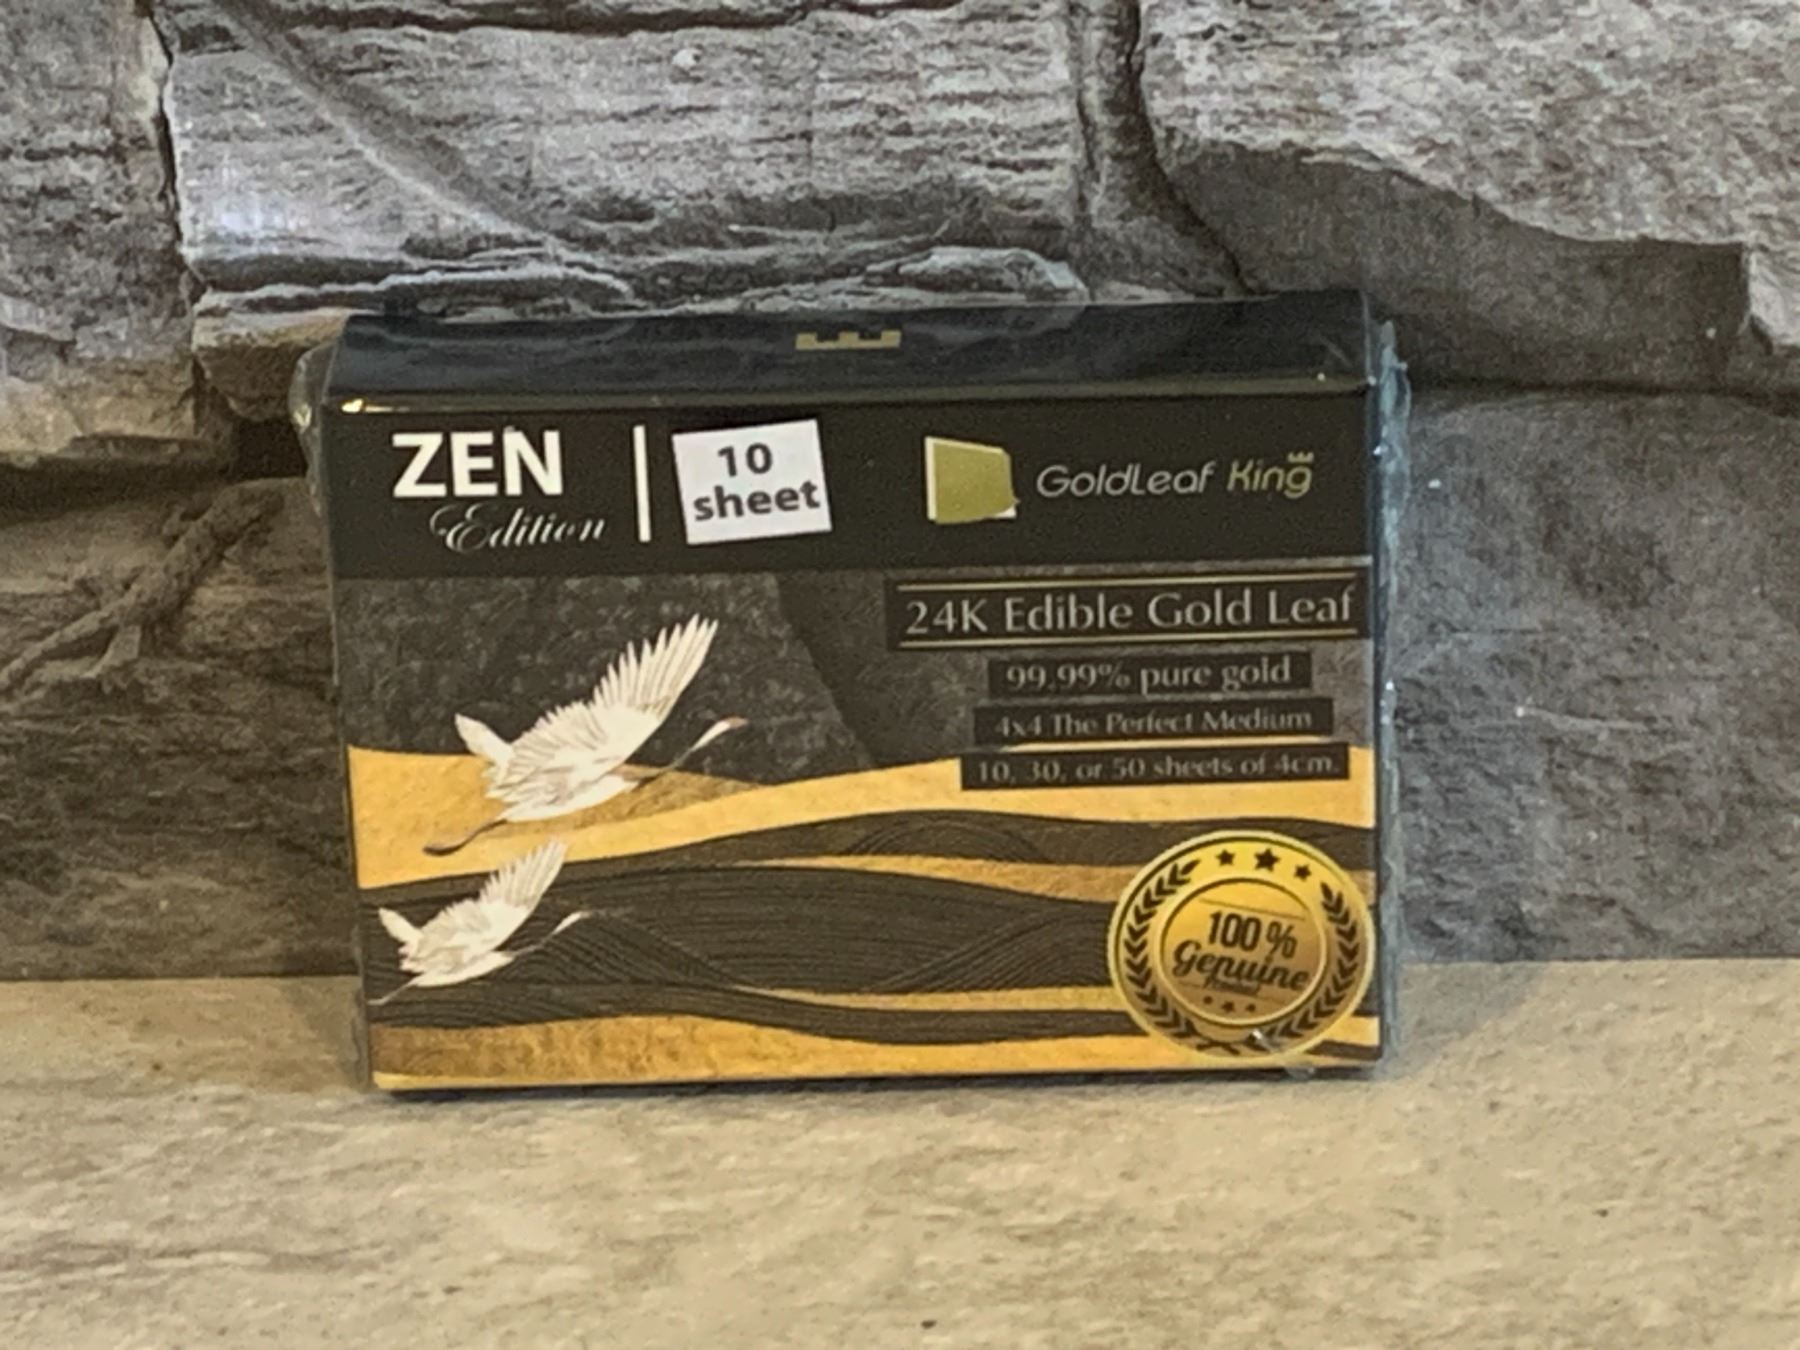 ZEN
Edition
10
sheet
GoldLeaf King
24K Edible Gold Leaf
99.99% pure gold
4x4 The Perfect Medium
10, 30, or 50 sheets of 4cm.
100%
Genuine